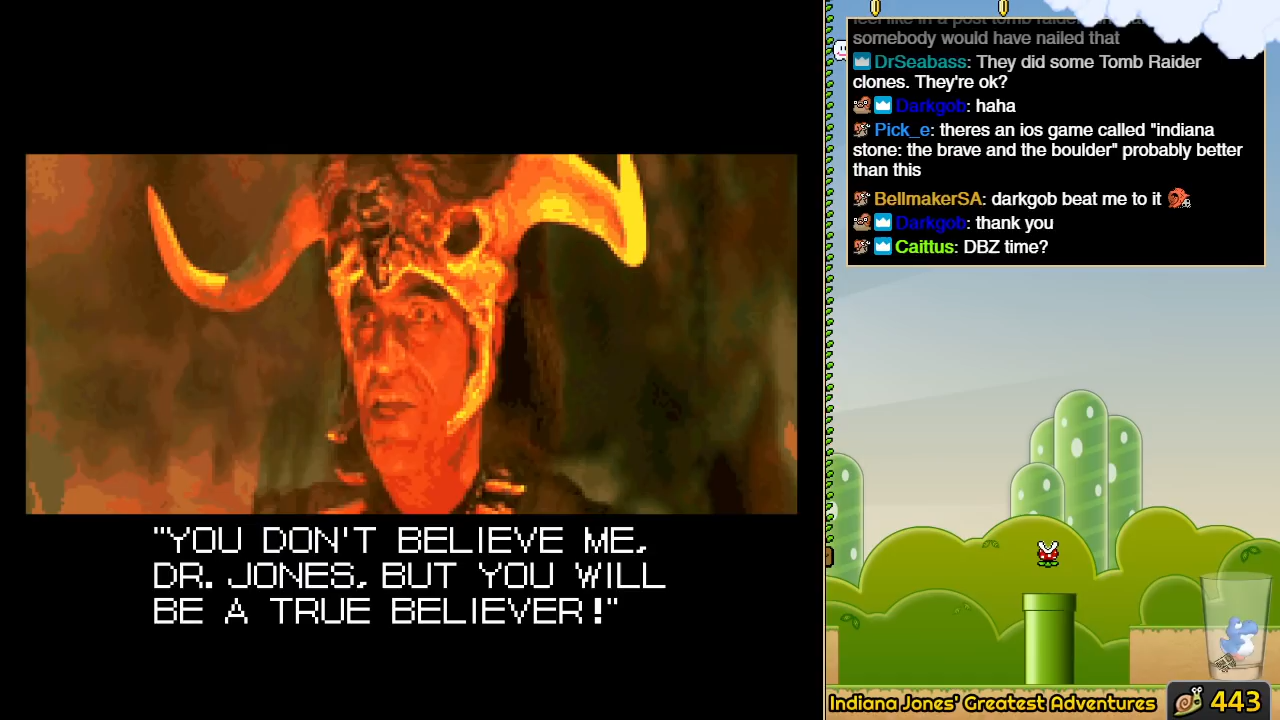 "YOU DON'T BELIEVE ME,
DR. JONES, BUT YOU WILL
BE A TRUE BELIEVER!"
somebody would have nailed that
DrSeabass: They did some Tomb Raider
clones. They're ok?
Darkgob: haha
Pick_e: theres an ios game called "indiana
stone: the brave and the boulder" probably better
than this
BellmakerSA: darkgob beat me to it
Darkgob: thank you
Caittus: DBZ time?
Indiana Jones' Greatest Adventures
443